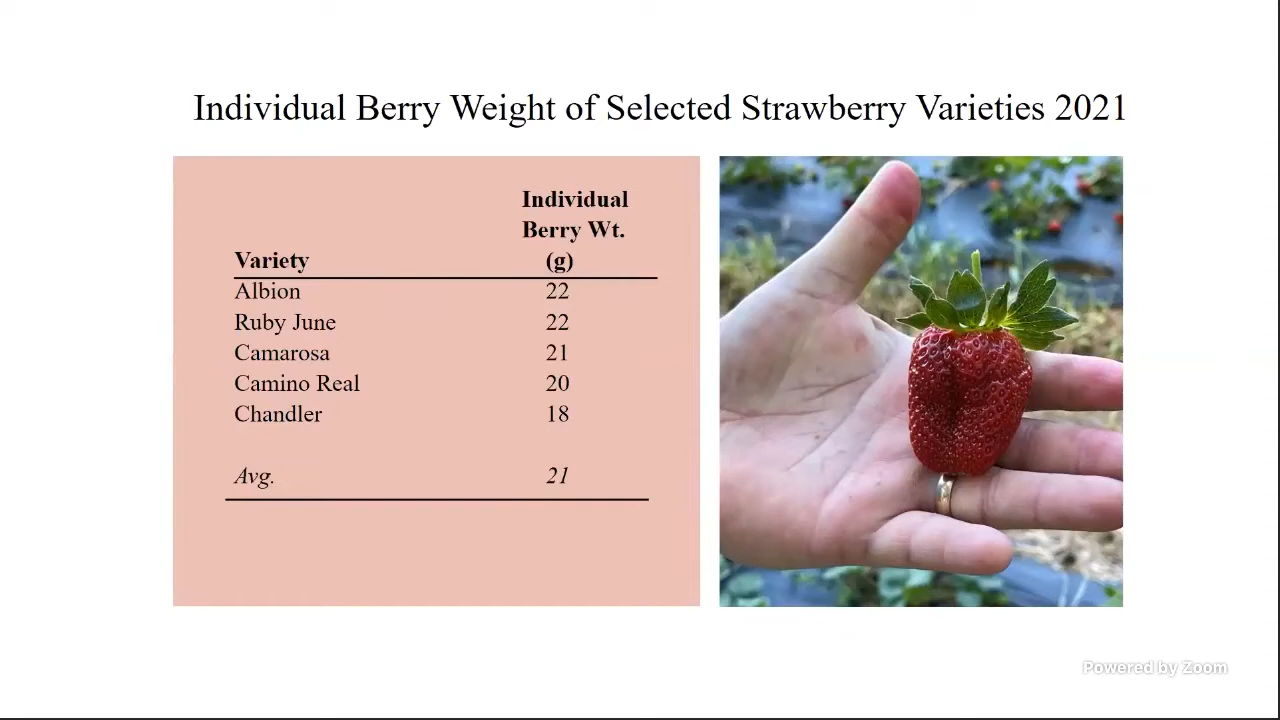 Individual Berry Weight of Selected Strawberry Varieties 2021
Individual
Berry Wt.
Variety (g)
Albion 22
Ruby June 22
Camarosa 21
Camino Real 20
Chandler 18
Avg. 21
Powered by Zoom